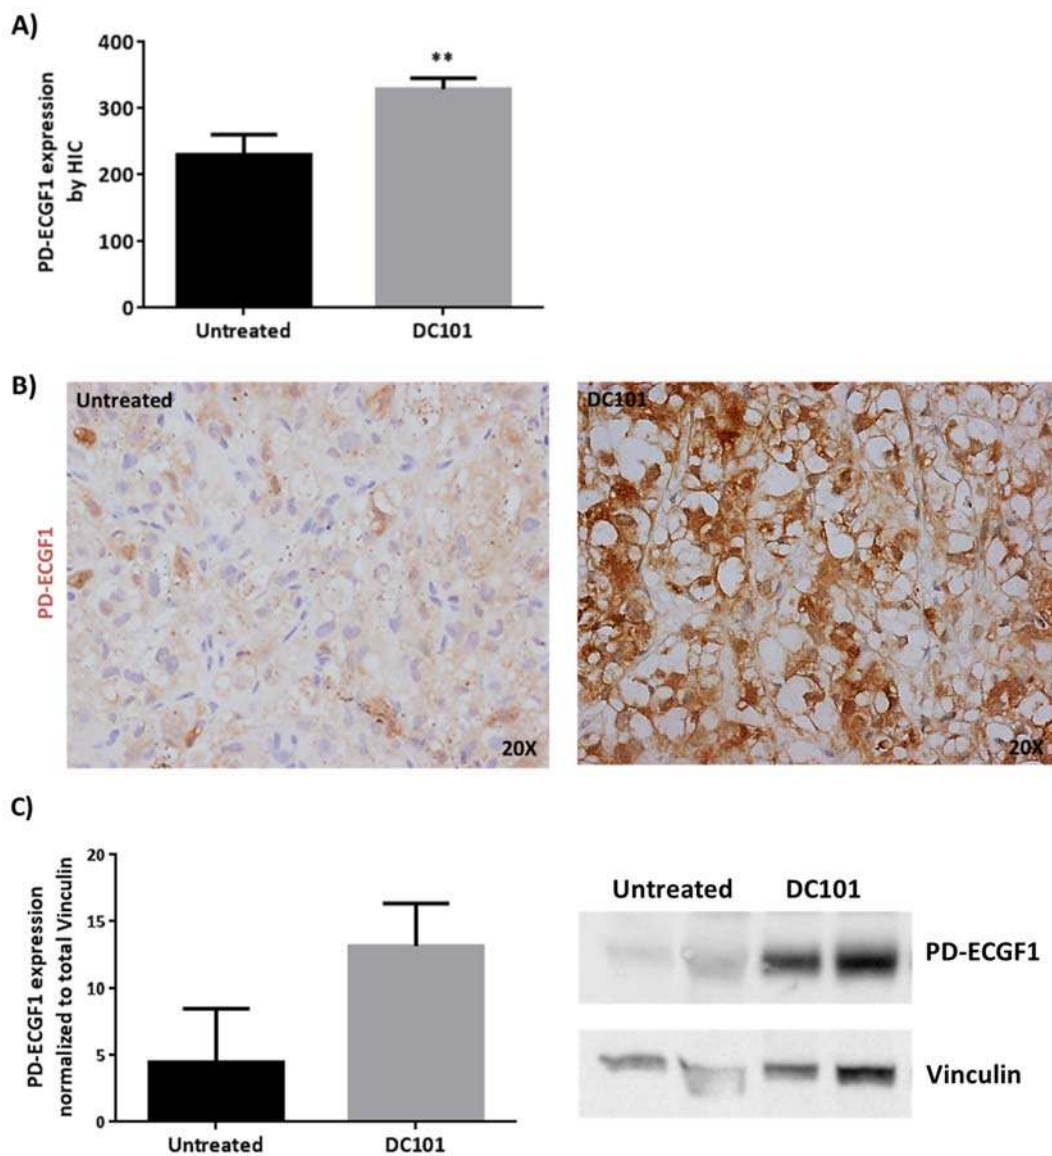 A)
PD-ECGF1 expression
by HIC
400
300
200
100
0
**
Untreated
DC101
B)
PD-ECGF1
Untreated
20X
DC101
20X
C)
PD-ECGF1 expression
normalized to total Vinculin
20
15
10
5
0
Untreated
DC101
Untreated DC101
PD-ECGF1
Vinculin